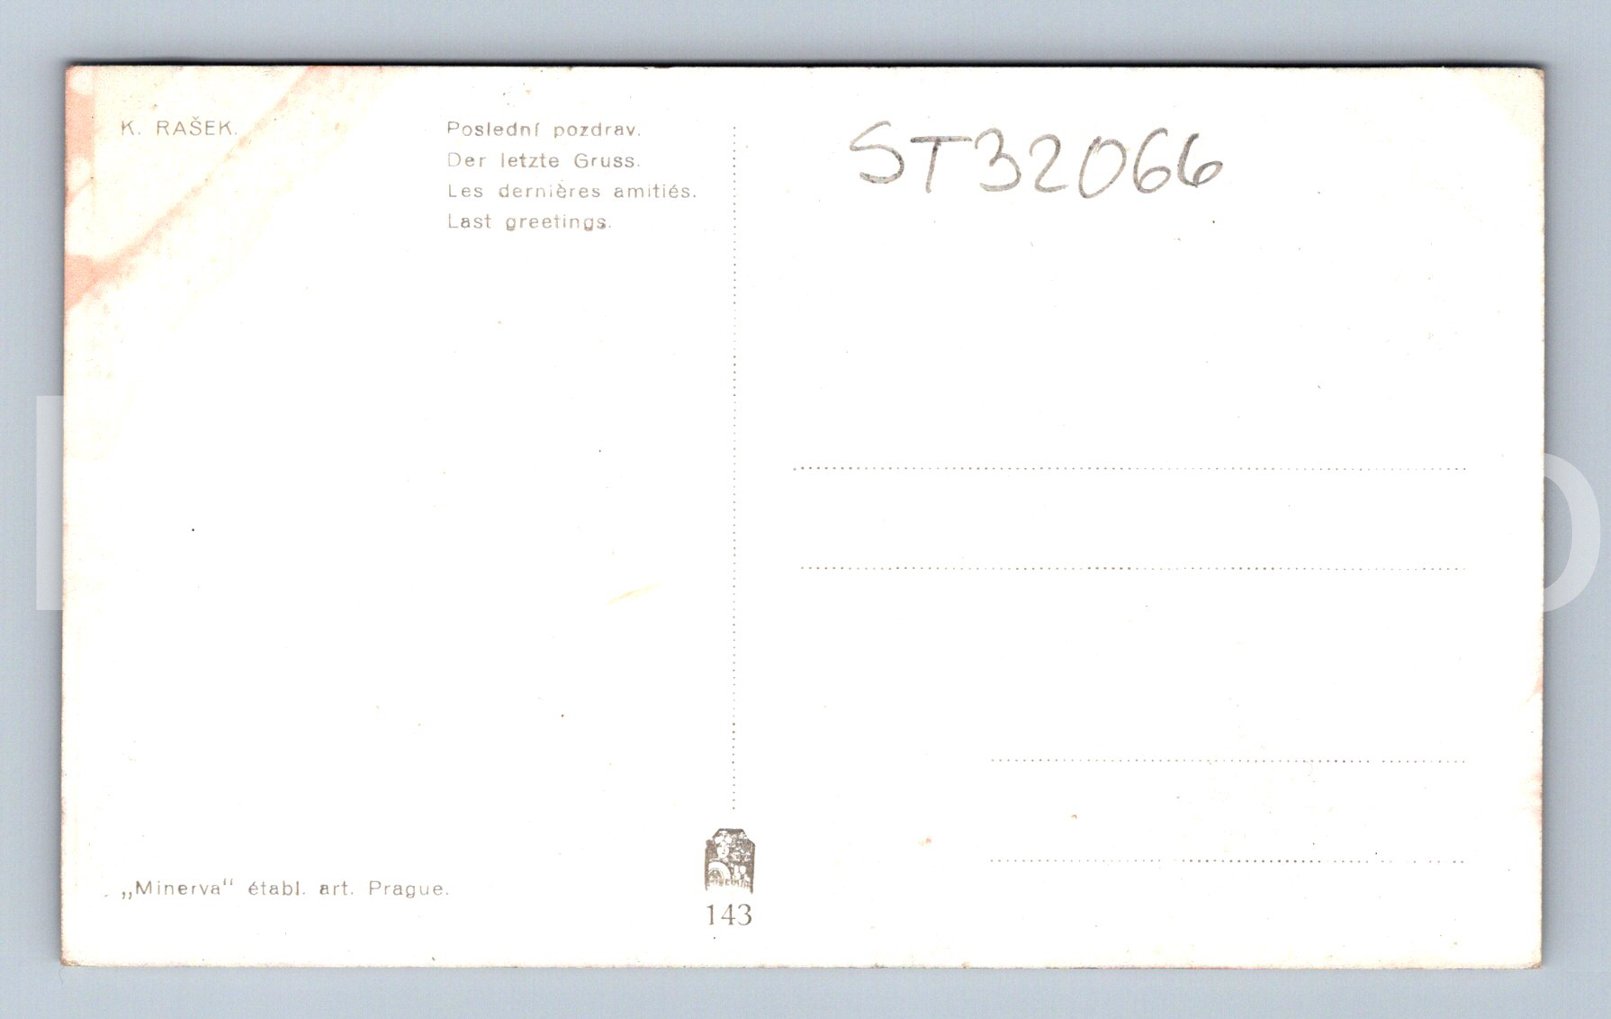 K. RAŠEK.
Poslední pozdrav.
Der letzte Gruss.
Les dernières amitiés.
Last greetings.
ST32066
„Minerva“ établ. art. Prague.
143